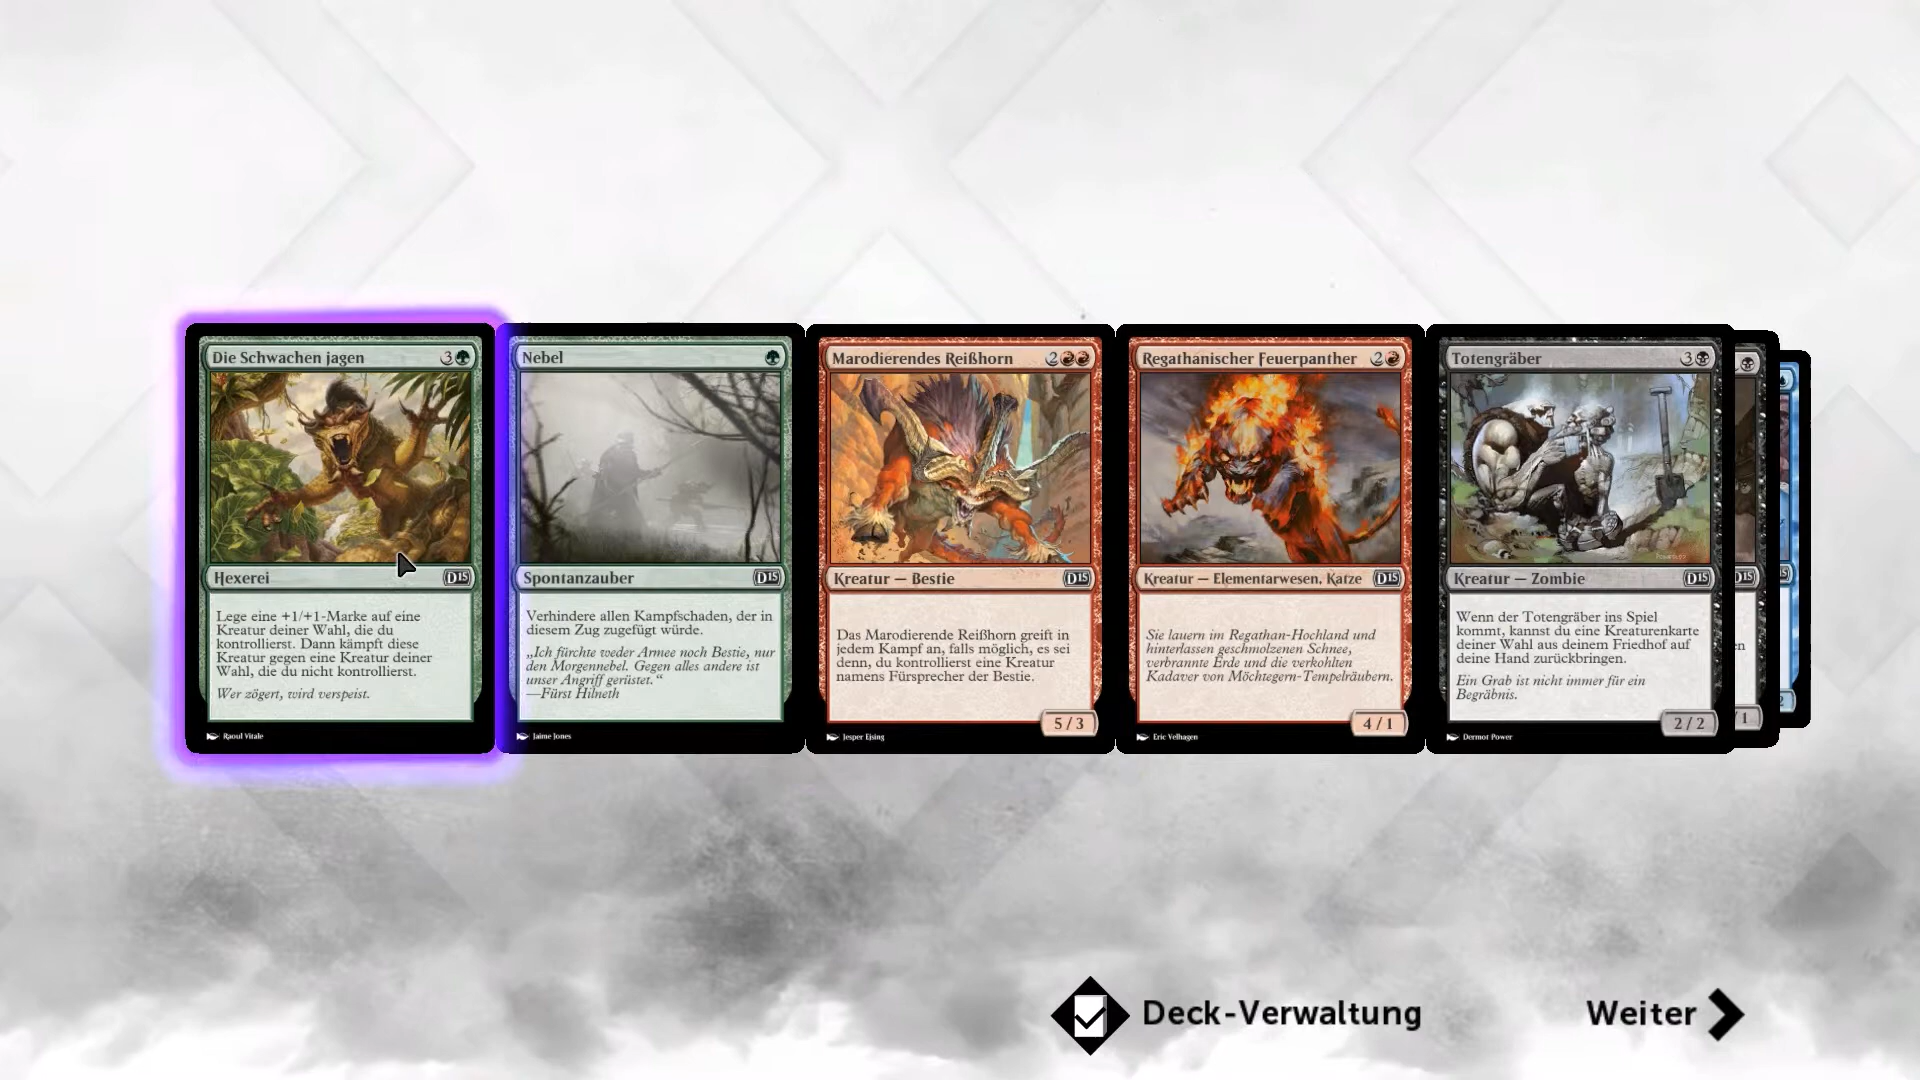 Die Schwachen jagen 3
Hexerei D15
Lege eine +1/+1-Marke auf eine
Kreatur deiner Wahl, die du
kontrollierst. Dann kämpft diese
Kreatur gegen eine Kreatur deiner
Wahl, die du nicht kontrollierst.
Wer zögert, wird verspeist.
Raoul Vitale
Nebel
Spontanzauber D15
Verhindere allen Kampfschaden, der in
diesem Zug zugefügt würde.
„Ich fürchte weder Armee noch Bestie, nur
den Morgennebel. Gegen alles andere ist
unser Angriff gerüstet.“
—Fürst Hilneth
Jaime Jones
Marodierendes Reißhorn 2
Kreatur — Bestie D15
Das Marodierende Reißhorn greift in
jedem Kampf an, falls möglich, es sei
denn, du kontrollierst eine Kreatur
namens Fürsprecher der Bestie.
5 / 3
Jesper Ejsing
Regathanischer Feuerpanther 2
Kreatur — Elementarwesen, Katze D15
Sie lauern im Regathan-Hochland und
hinterlassen geschmolzenen Schnee,
verbrannte Erde und die verkohlten
Kadaver von Möchtegern-Tempelräubern.
4 / 1
Eric Velhagen
Totengräber 3
Kreatur — Zombie D15
Wenn der Totengräber ins Spiel
kommt, kannst du eine Kreaturenkarte
deiner Wahl aus deinem Friedhof auf
deine Hand zurückbringen.
Ein Grab ist nicht immer für ein
Begräbnis.
2 / 2
Dermot Power
Deck-Verwaltung
Weiter